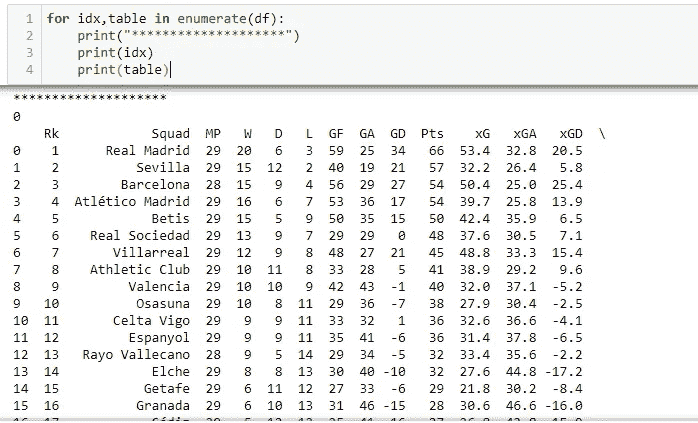 1 for idx,table in enumerate(df):
2     print("********************")
3     print(idx)
4     print(table)
********************
0
    Rk            Squad  MP   W   D   L  GF  GA  GD  Pts    xG   xGA   xGD  \
0    1      Real Madrid  29  20   6   3  59  25  34   66  53.4  32.8  20.5
1    2          Sevilla  29  15  12   2  40  19  21   57  32.2  26.4   5.8
2    3        Barcelona  28  15   9   4  56  29  27   54  50.4  25.0  25.4
3    4  Atlético Madrid  29  16   6   7  53  36  17   54  39.7  25.8  13.9
4    5            Betis  29  15   5   9  50  35  15   50  42.4  35.9   6.5
5    6    Real Sociedad  29  13   9   7  29  29   0   48  37.6  30.5   7.1
6    7       Villarreal  29  12   9   8  48  27  21   45  48.8  33.3  15.4
7    8    Athletic Club  29  10  11   8  33  28   5   41  38.9  29.2   9.6
8    9         Valencia  29  10  10   9  42  43  -1   40  32.0  37.1  -5.2
9   10          Osasuna  29  10   8  11  29  36  -7   38  27.9  30.4  -2.5
10  11       Celta Vigo  29   9   9  11  33  32   1   36  32.6  36.6  -4.1
11  12         Espanyol  29   9   9  11  35  41  -6   36  31.4  37.8  -6.5
12  13   Rayo Vallecano  28   9   5  14  29  34  -5   32  33.4  35.6  -2.2
13  14            Elche  29   8   8  13  30  40 -10   32  27.6  44.8 -17.2
14  15           Getafe  29   6  11  12  27  33  -6   29  21.8  30.2  -8.4
15  16          Granada  29   6  10  13  31  46 -15   28  30.6  46.6 -16.0